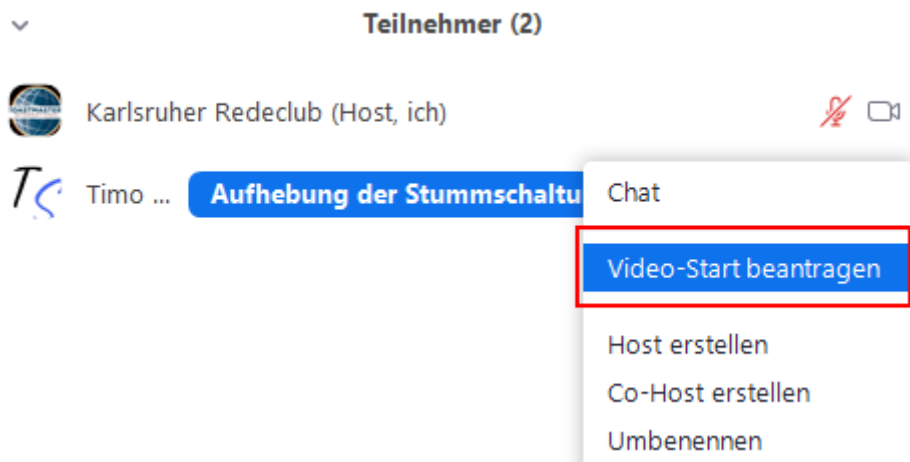 Teilnehmer (2)
Karlsruher Redeclub (Host, ich)
TS Timo ... Aufhebung der Stummschaltu
Chat
Video-Start beantragen
Host erstellen
Co-Host erstellen
Umbenennen